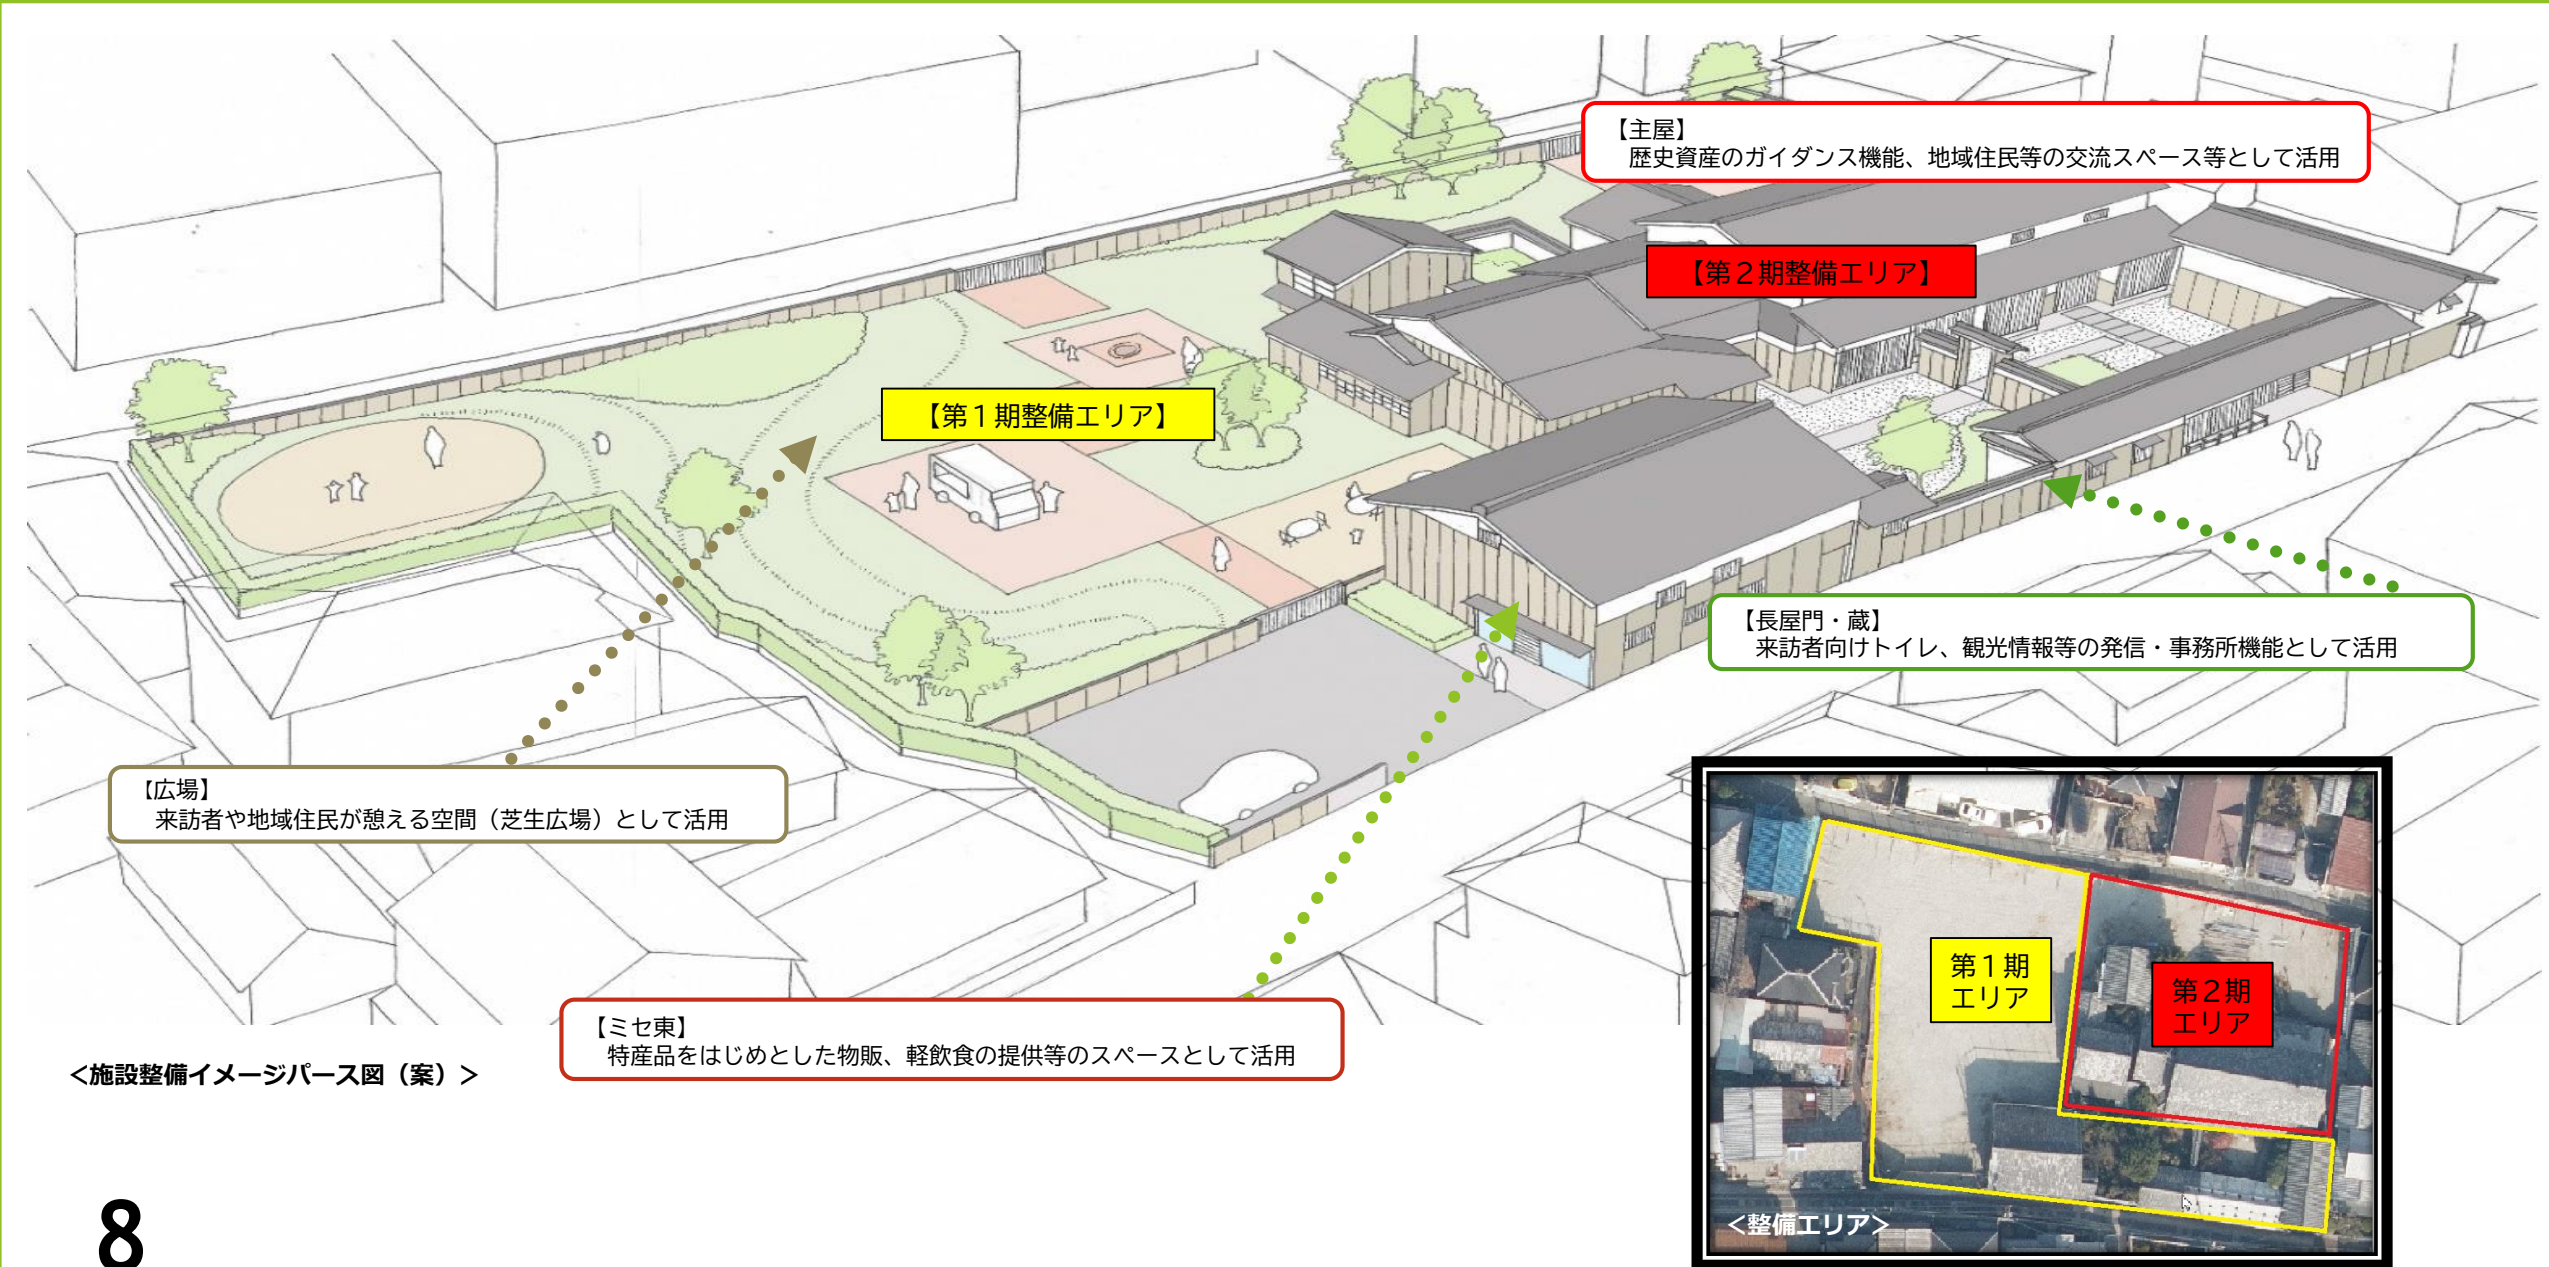 【主屋】
歴史資産のガイダンス機能、地域住民等の交流スペース等として活用
【第２期整備エリア】
【第１期整備エリア】
【長屋門・蔵】
来訪者向けトイレ、観光情報等の発信・事務所機能として活用
【広場】
来訪者や地域住民が憩える空間（芝生広場）として活用
【ミセ東】
特産品をはじめとした物販、軽飲食の提供等のスペースとして活用
＜施設整備イメージパース図（案）＞
第１期
エリア
第２期
エリア
＜整備エリア＞
8